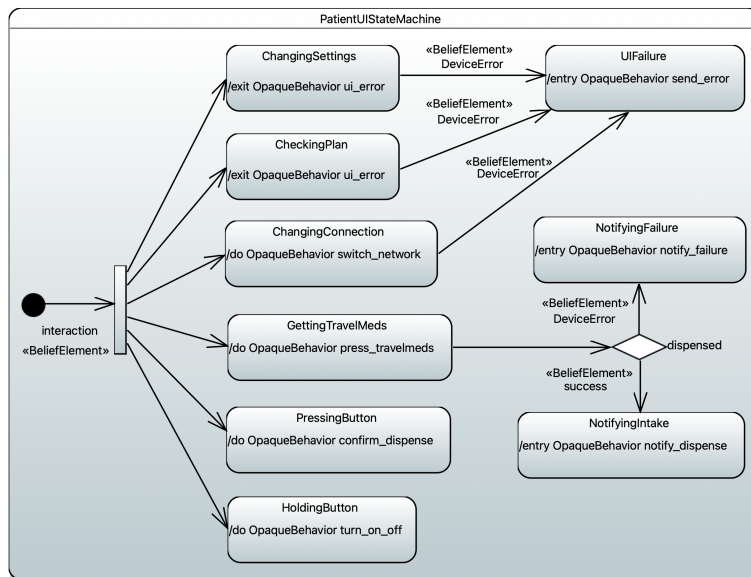 PatientUIStateMachine
ChangingSettings
/exit OpaqueBehavior ui_error
«BeliefElement»
DeviceError
UIFailure
/entry OpaqueBehavior send_error
CheckingPlan
/exit OpaqueBehavior ui_error
«BeliefElement»
DeviceError
ChangingConnection
/do OpaqueBehavior switch_network
«BeliefElement»
DeviceError
NotifyingFailure
/entry OpaqueBehavior notify_failure
interaction
«BeliefElement»
GettingTravelMeds
/do OpaqueBehavior press_travelmeds
«BeliefElement»
DeviceError
dispensed
«BeliefElement»
success
PressingButton
/do OpaqueBehavior confirm_dispense
NotifyingIntake
/entry OpaqueBehavior notify_dispense
HoldingButton
/do OpaqueBehavior turn_on_off